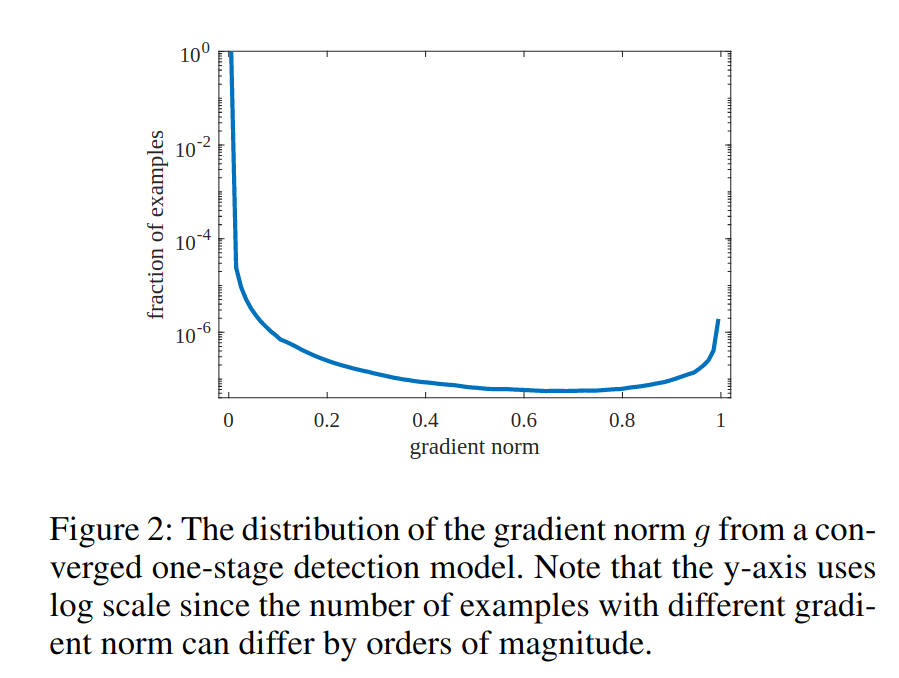 10^0
10^-2
10^-4
10^-6
fraction of examples
0 0.2 0.4 0.6 0.8 1
gradient norm
Figure 2: The distribution of the gradient norm g from a con-
verged one-stage detection model. Note that the y-axis uses
log scale since the number of examples with different gradi-
ent norm can differ by orders of magnitude.